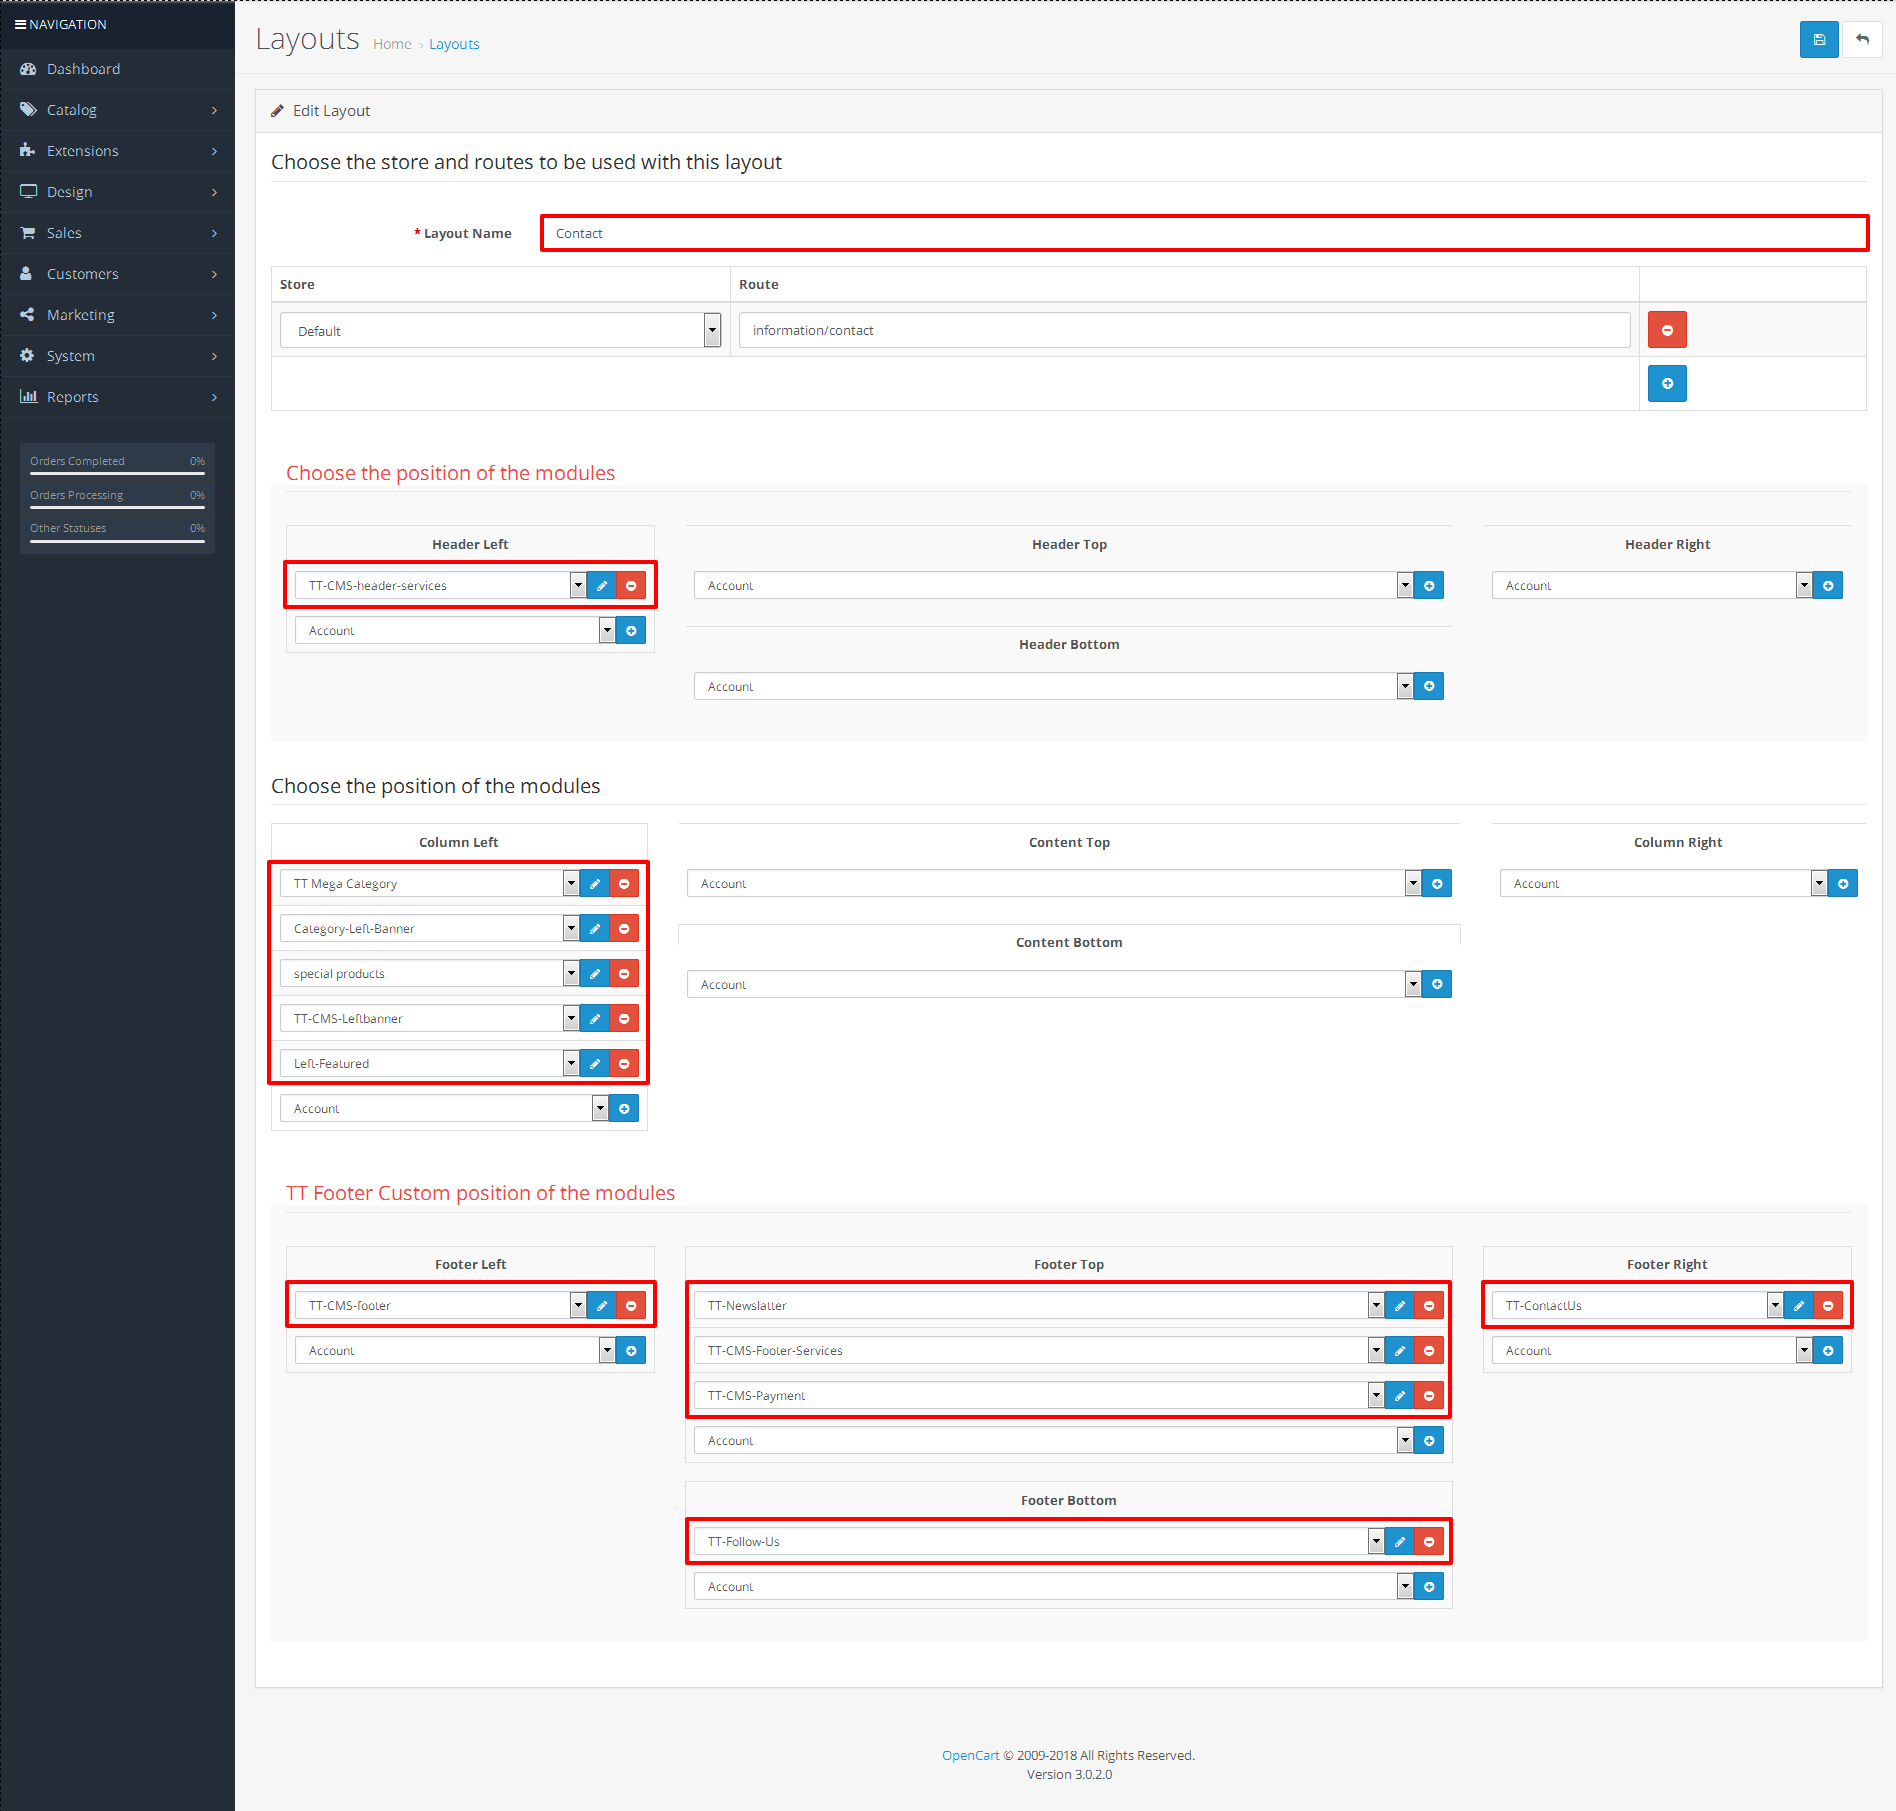 NAVIGATION
Dashboard
Catalog
Extensions
Design
Sales
Customers
Marketing
System
Reports
Orders Completed 0%
Orders Processing 0%
Other Statuses 0%
Layouts Home › Layouts
Edit Layout
Choose the store and routes to be used with this layout
* Layout Name Contact
Store Route
Default information/contact
Choose the position of the modules
Header Left
TT-CMS-header-services
Account
Header Top
Account
Header Bottom
Account
Header Right
Account
Choose the position of the modules
Column Left
TT Mega Category
Category-Left-Banner
special products
TT-CMS-Leftbanner
Left-Featured
Account
Content Top
Account
Content Bottom
Account
Column Right
Account
TT Footer Custom position of the modules
Footer Left
TT-CMS-footer
Account
Footer Top
TT-Newslatter
TT-CMS-Footer-Services
TT-CMS-Payment
Account
Footer Bottom
TT-Follow-Us
Account
Footer Right
TT-ContactUs
Account
OpenCart © 2009-2018 All Rights Reserved.
Version 3.0.2.0